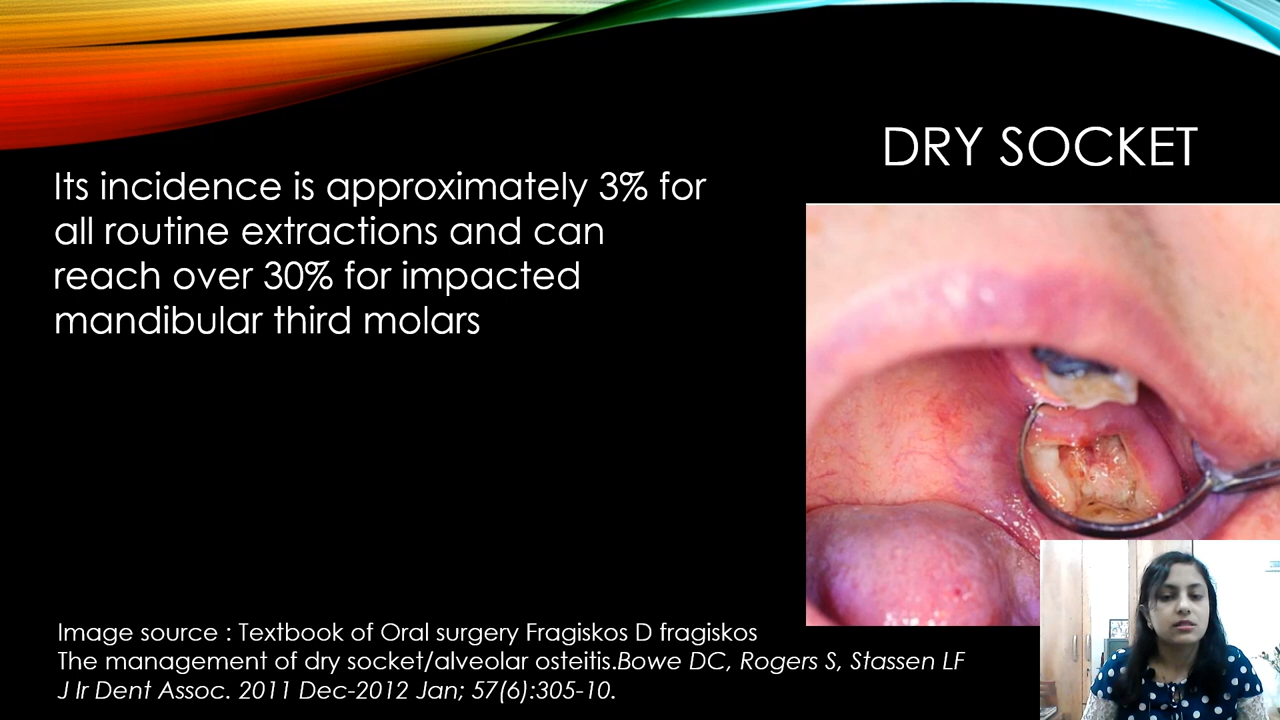 DRY SOCKET
Its incidence is approximately 3% for
all routine extractions and can
reach over 30% for impacted
mandibular third molars
Image source : Textbook of Oral surgery Fragiskos D fragiskos
The management of dry socket/alveolar osteitis.Bowe DC, Rogers S, Stassen LF
J Ir Dent Assoc. 2011 Dec-2012 Jan; 57(6):305-10.